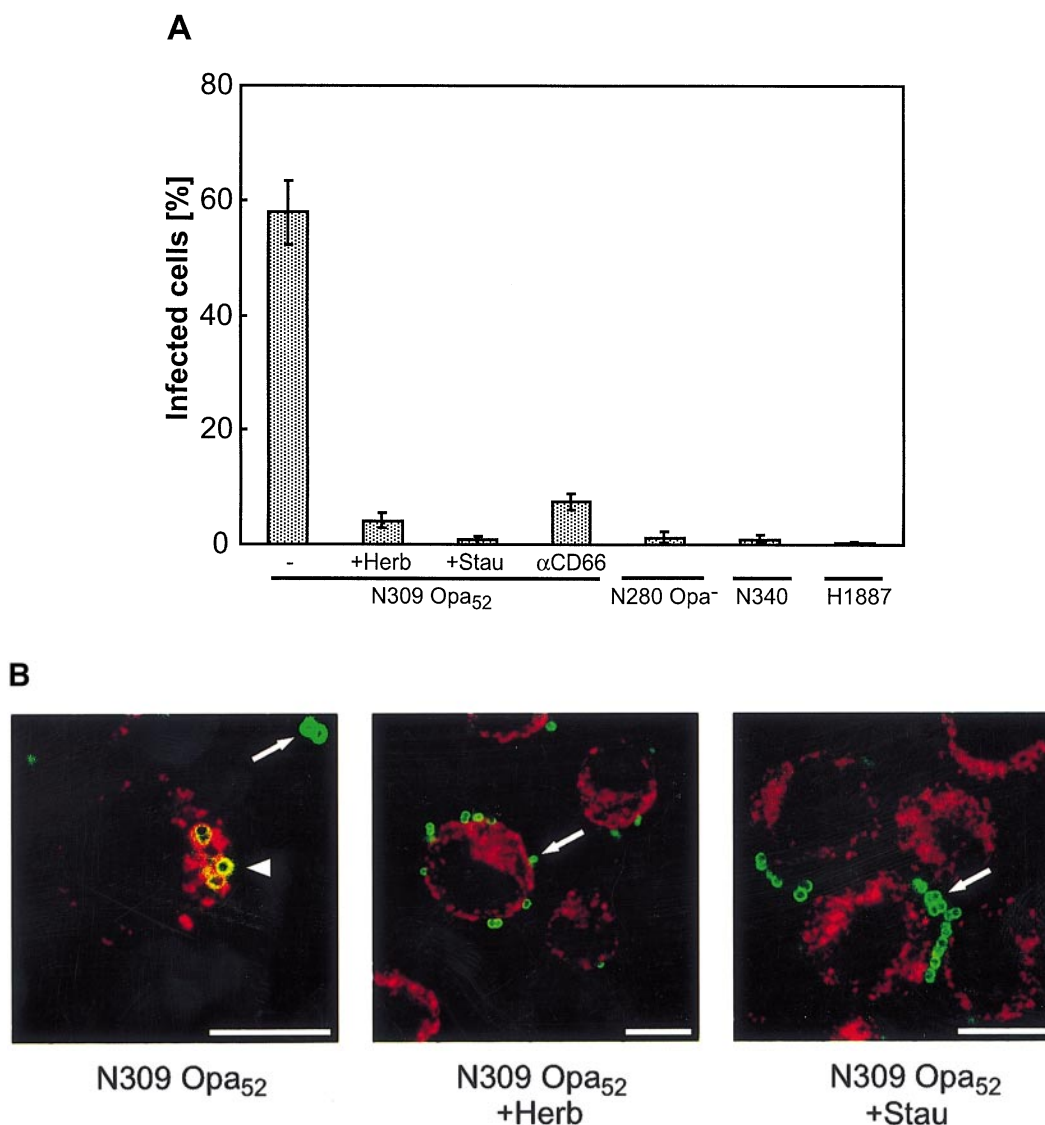 A
Infected cells [%]
80
60
40
20
0
- +Herb +Stau αCD66
N309 Opa₅₂ N280 Opa⁻ N340 H1887
B
N309 Opa₅₂
N309 Opa₅₂
+Herb
N309 Opa₅₂
+Stau